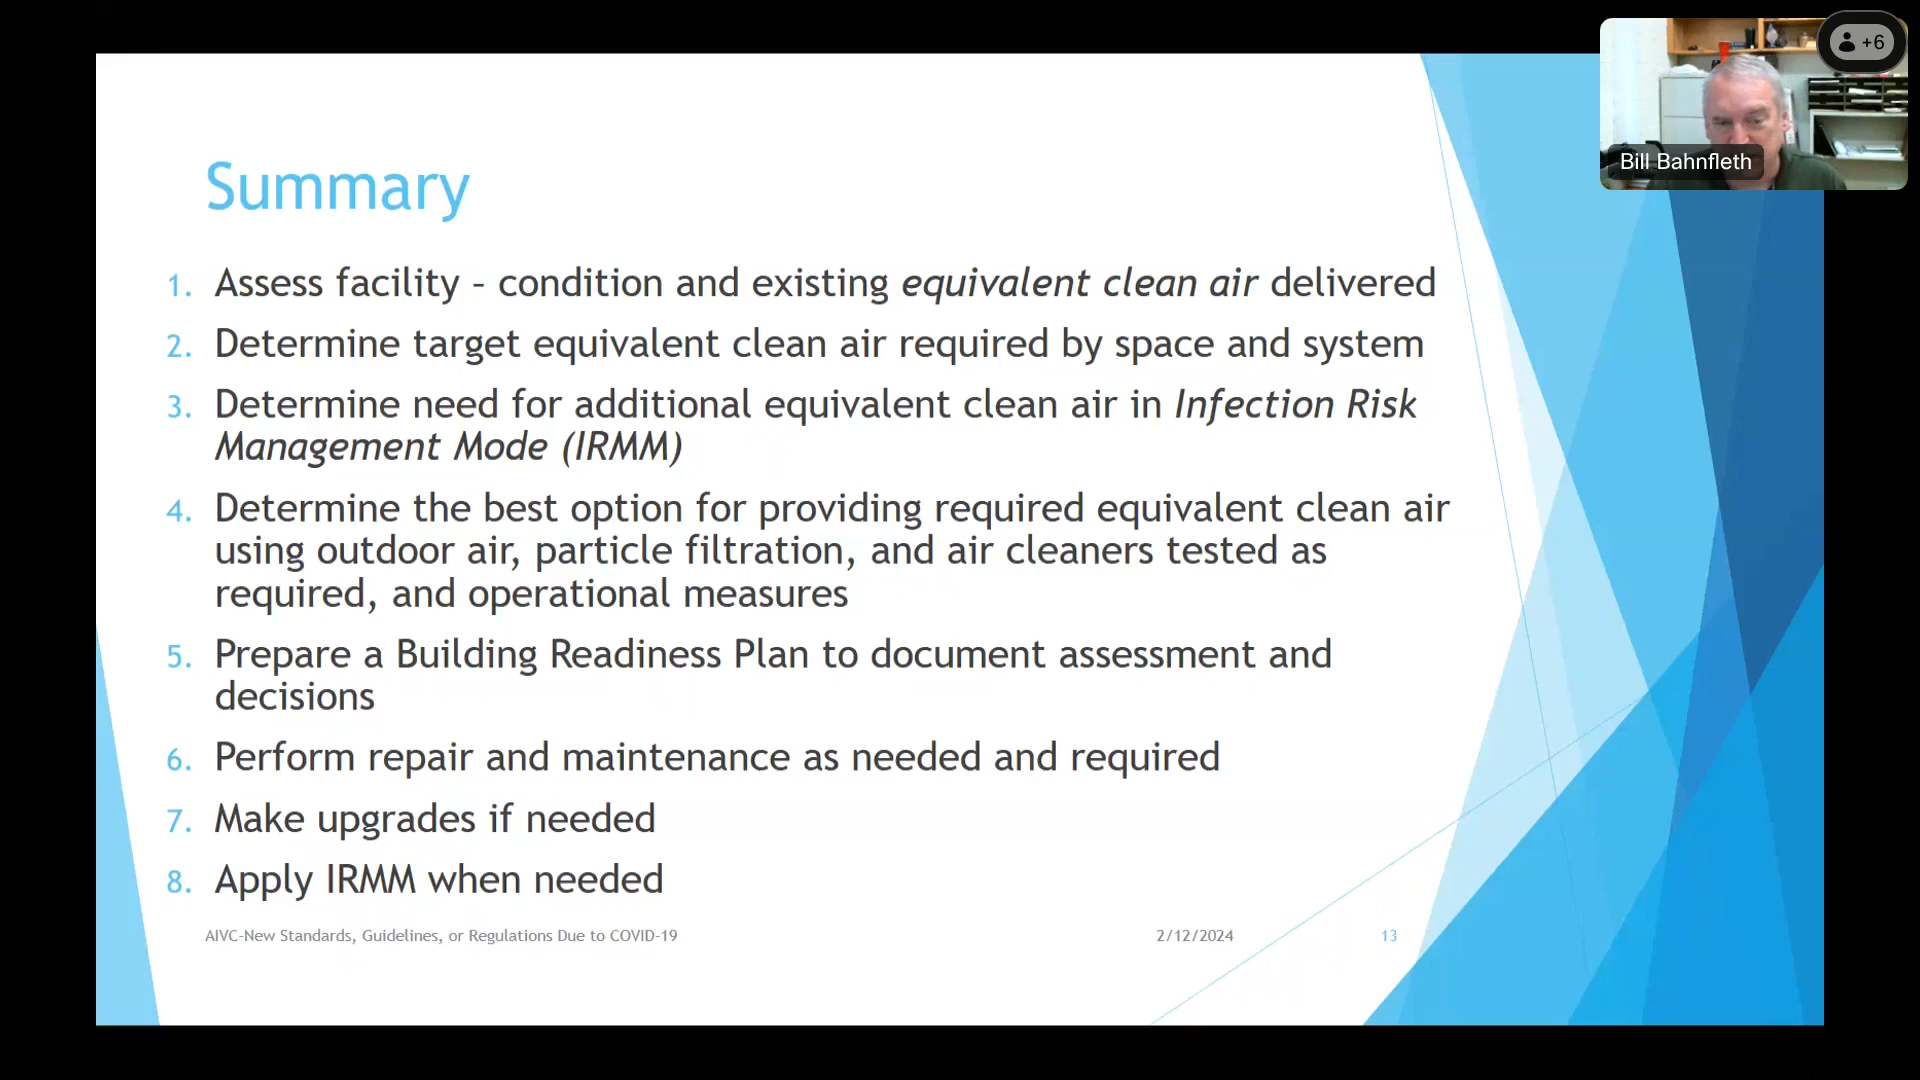 +6
Bill Bahnfleth
Summary
1. Assess facility – condition and existing equivalent clean air delivered
2. Determine target equivalent clean air required by space and system
3. Determine need for additional equivalent clean air in Infection Risk
Management Mode (IRMM)
4. Determine the best option for providing required equivalent clean air
using outdoor air, particle filtration, and air cleaners tested as
required, and operational measures
5. Prepare a Building Readiness Plan to document assessment and
decisions
6. Perform repair and maintenance as needed and required
7. Make upgrades if needed
8. Apply IRMM when needed
AIVC-New Standards, Guidelines, or Regulations Due to COVID-19 2/12/2024 13